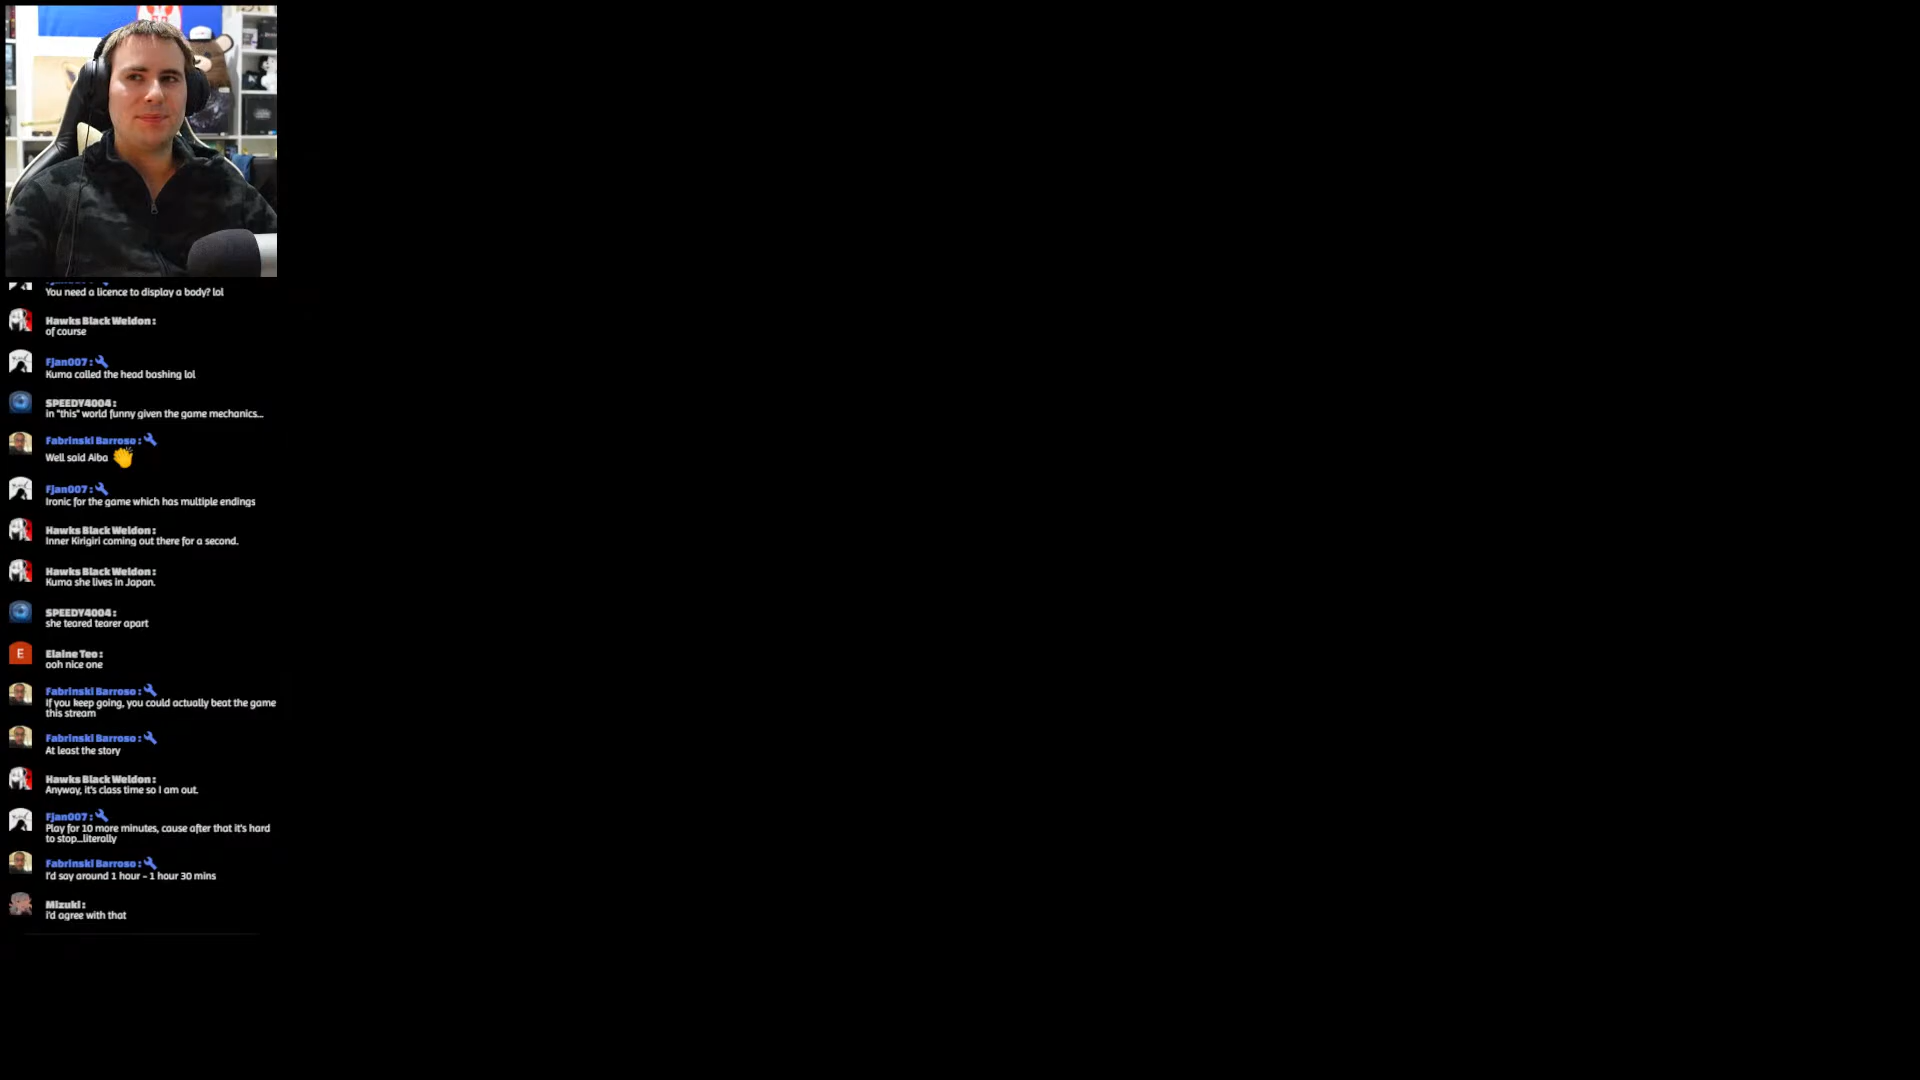 You need a licence to display a body? lol
Hawks Black Weldon :
of course
Fjan007 :
Kuma called the head bashing lol
SPEEDY4004 :
in "this" world funny given the game mechanics...
Fabrinski Barroso :
Well said Aiba
Fjan007 :
Ironic for the game which has multiple endings
Hawks Black Weldon :
Inner Kirigiri coming out there for a second.
Hawks Black Weldon :
Kuma she lives in Japan.
SPEEDY4004 :
she teared tearer apart
E
Elaine Teo :
ooh nice one
Fabrinski Barroso :
If you keep going, you could actually beat the game
this stream
Fabrinski Barroso :
At least the story
Hawks Black Weldon :
Anyway, it's class time so I am out.
Fjan007 :
Play for 10 more minutes, cause after that it's hard
to stop...literally
Fabrinski Barroso :
I'd say around 1 hour - 1 hour 30 mins
Mizuki :
i'd agree with that